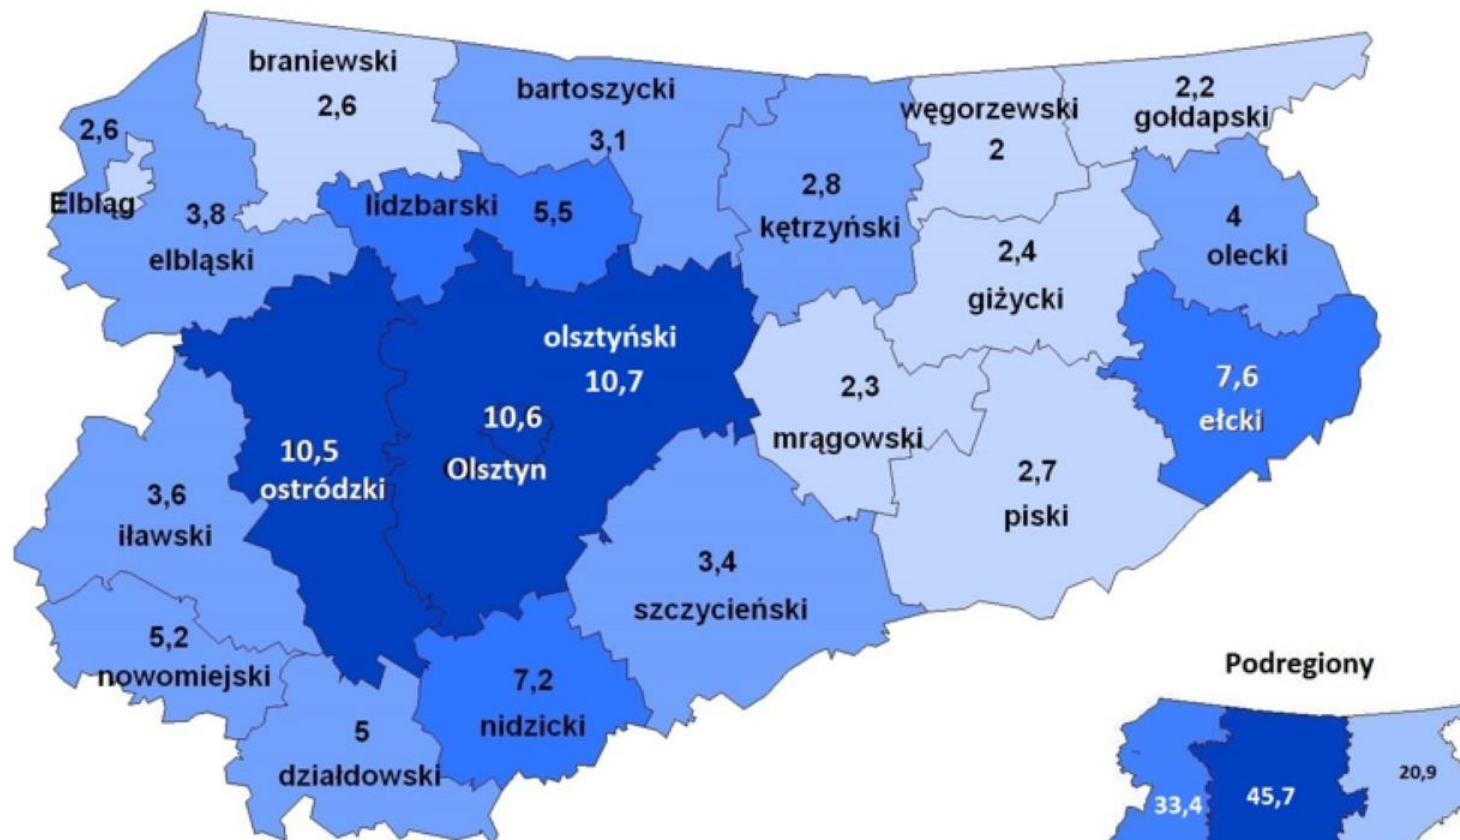 braniewski
2,6
bartoszycki
3,1
węgorzewski
2
2,2
gołdapski
2,6
Elbląg
3,8
elbląski
lidzbarski 5,5
2,8
kętrzyński
2,4
giżycki
4
olecki
olsztyński
10,7
10,6
Olsztyn
10,5
ostródzki
2,3
mrągowski
7,6
ełcki
3,6
iławski
2,7
piski
3,4
szczycieński
5,2
nowomiejski
7,2
nidzicki
5
działdowski
Podregiony
33,4
45,7
20,9